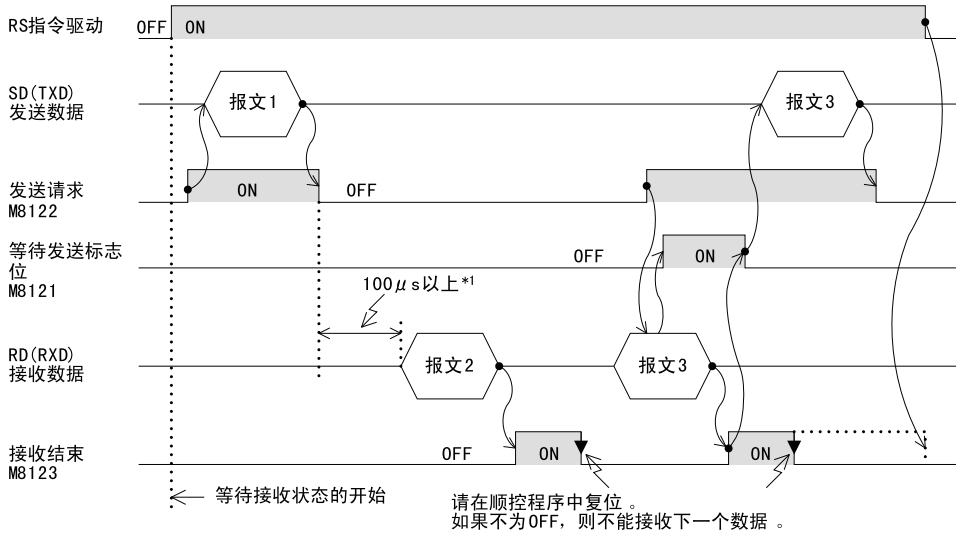 RS指令驱动
OFF
ON
SD(TXD)
发送数据
报文1
报文3
发送请求
M8122
ON
OFF
等待发送标志
位
M8121
OFF
ON
100μs以上*1
RD(RXD)
接收数据
报文2
报文3
接收结束
M8123
OFF
ON
ON
等待接收状态的开始
请在顺控程序中复位。
如果不为OFF，则不能接收下一个数据。